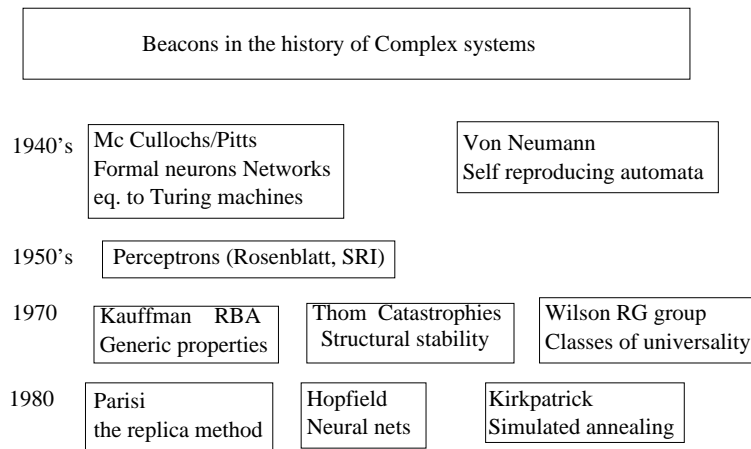 Beacons in the history of Complex systems
1940's
Mc Cullochs/Pitts
Formal neurons Networks
eq. to Turing machines
Von Neumann
Self reproducing automata
1950's
Perceptrons (Rosenblatt, SRI)
1970
Kauffman RBA
Generic properties
Thom Catastrophies
Structural stability
Wilson RG group
Classes of universality
1980
Parisi
the replica method
Hopfield
Neural nets
Kirkpatrick
Simulated annealing